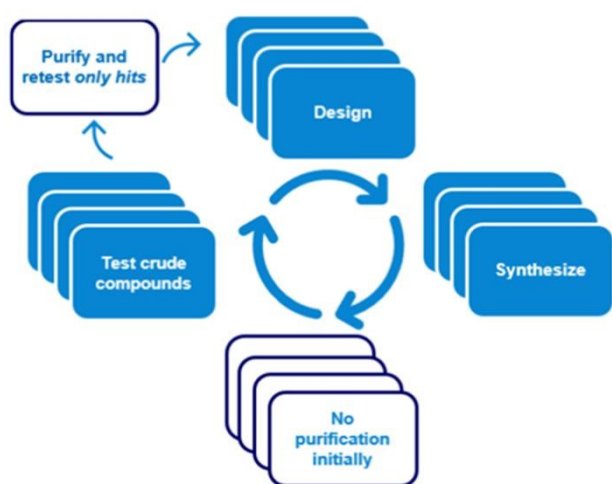 Purify and
retest only hits
Design
Test crude
compounds
Synthesize
No
purification
initially